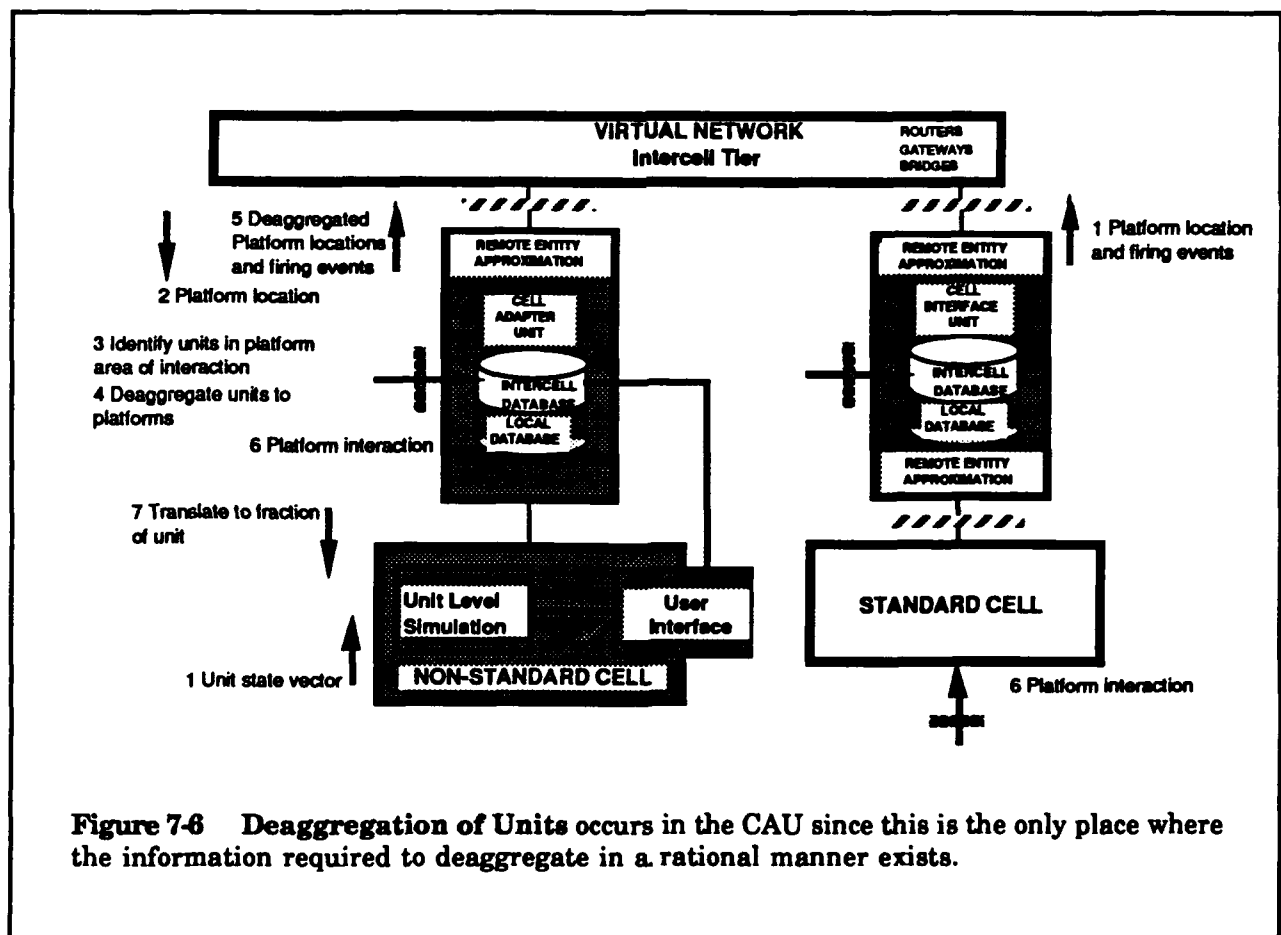 VIRTUAL NETWORK
Intercell Tier
ROUTERS
GATEWAYS
BRIDGES
5 Deaggregated
Platform locations
and firing events
2 Platform location
REMOTE ENTITY
APPROXIMATION
CELL
ADAPTER
UNIT
INTERCELL
DATABASE
LOCAL
DATABASE
3 Identify units in platform
area of interaction
4 Deaggregate units to
platforms
6 Platform interaction
7 Translate to fraction
of unit
Unit Level
Simulation
User
Interface
NON-STANDARD CELL
1 Unit state vector
1 Platform location
and firing events
REMOTE ENTITY
APPROXIMATION
CELL
INTERFACE
UNIT
INTERCELL
DATABASE
LOCAL
DATABASE
REMOTE ENTITY
APPROXIMATION
STANDARD CELL
6 Platform interaction
Figure 7-6 Deaggregation of Units occurs in the CAU since this is the only place where
the information required to deaggregate in a rational manner exists.